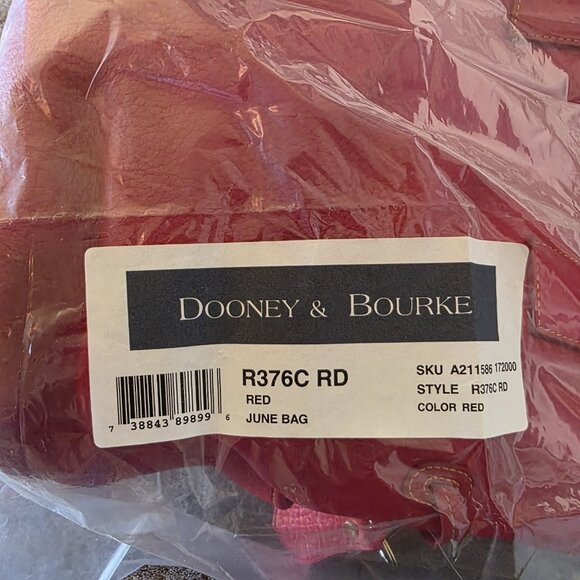 DOONEY & BOURKE
R376C RD
RED
JUNE BAG
7 38843 89899 6
SKU A211586 172000
STYLE R376C RD
COLOR RED